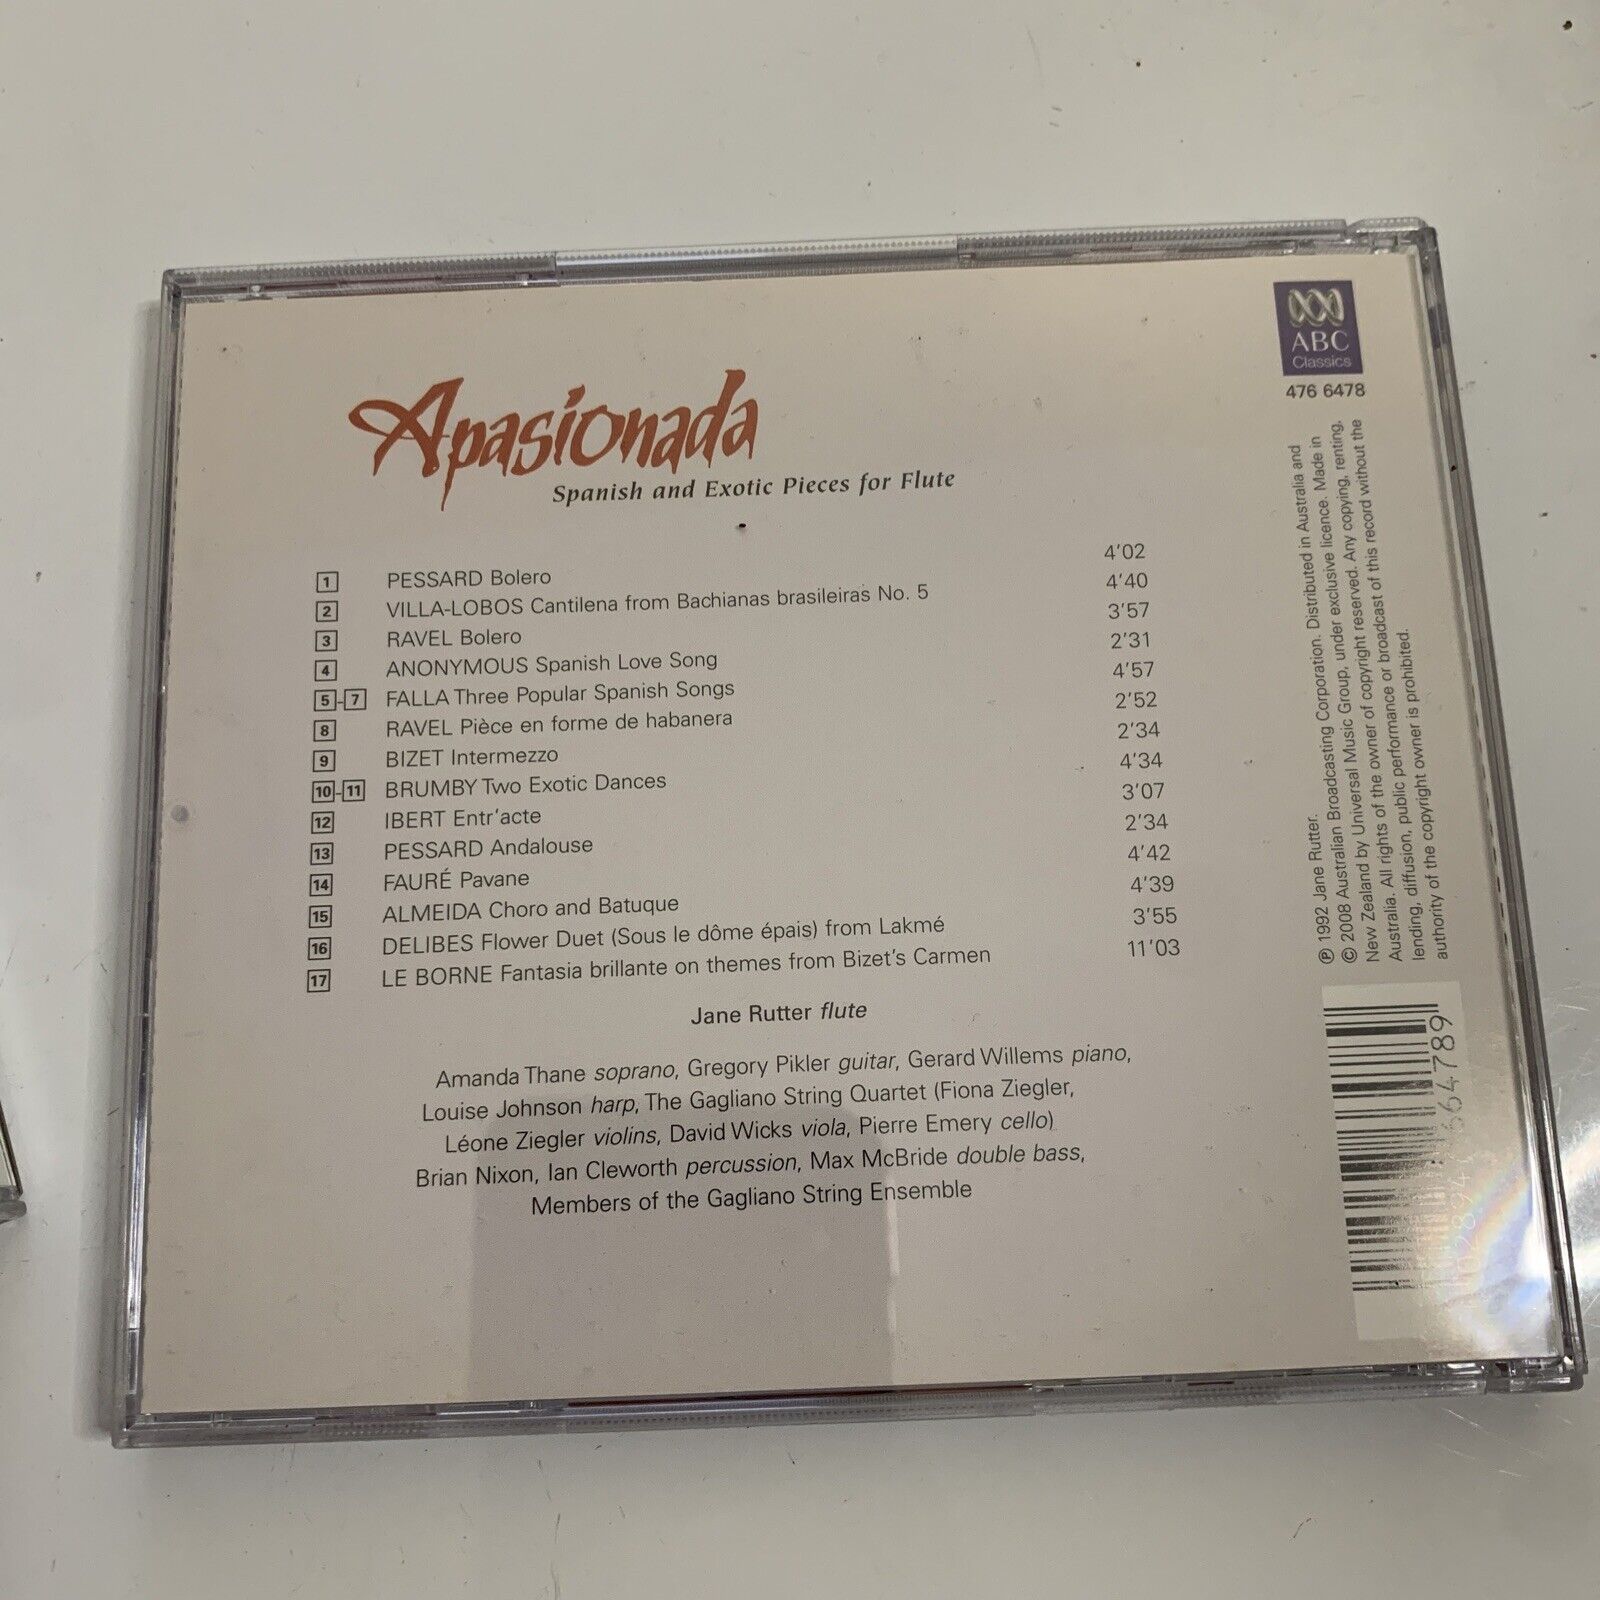 ABC
Classics
476 6478
Apasionada
Spanish and Exotic Pieces for Flute
1 PESSARD Bolero 4'02
2 VILLA-LOBOS Cantilena from Bachianas brasileiras No. 5 4'40
3 RAVEL Bolero 3'57
4 ANONYMOUS Spanish Love Song 2'31
5-7 FALLA Three Popular Spanish Songs 4'57
8 RAVEL Pièce en forme de habanera 2'52
9 BIZET Intermezzo 2'34
10-11 BRUMBY Two Exotic Dances 4'34
12 IBERT Entr'acte 3'07
13 PESSARD Andalouse 2'34
14 FAURÉ Pavane 4'42
15 ALMEIDA Choro and Batuque 4'39
16 DELIBES Flower Duet (Sous le dôme épais) from Lakmé 3'55
17 LE BORNE Fantasia brillante on themes from Bizet's Carmen 11'03
Jane Rutter flute
Amanda Thane soprano, Gregory Pikler guitar, Gerard Willems piano,
Louise Johnson harp, The Gagliano String Quartet (Fiona Ziegler,
Léone Ziegler violins, David Wicks viola, Pierre Emery cello)
Brian Nixon, Ian Cleworth percussion, Max McBride double bass,
Members of the Gagliano String Ensemble
℗ 1992 Jane Rutter.
© 2008 Australian Broadcasting Corporation. Distributed in Australia and
New Zealand by Universal Music Group, under exclusive licence. Made in
Australia. All rights of the owner of copyright reserved. Any copying, renting,
lending, diffusion, public performance or broadcast of this record without the
authority of the copyright owner is prohibited.
028947 664789